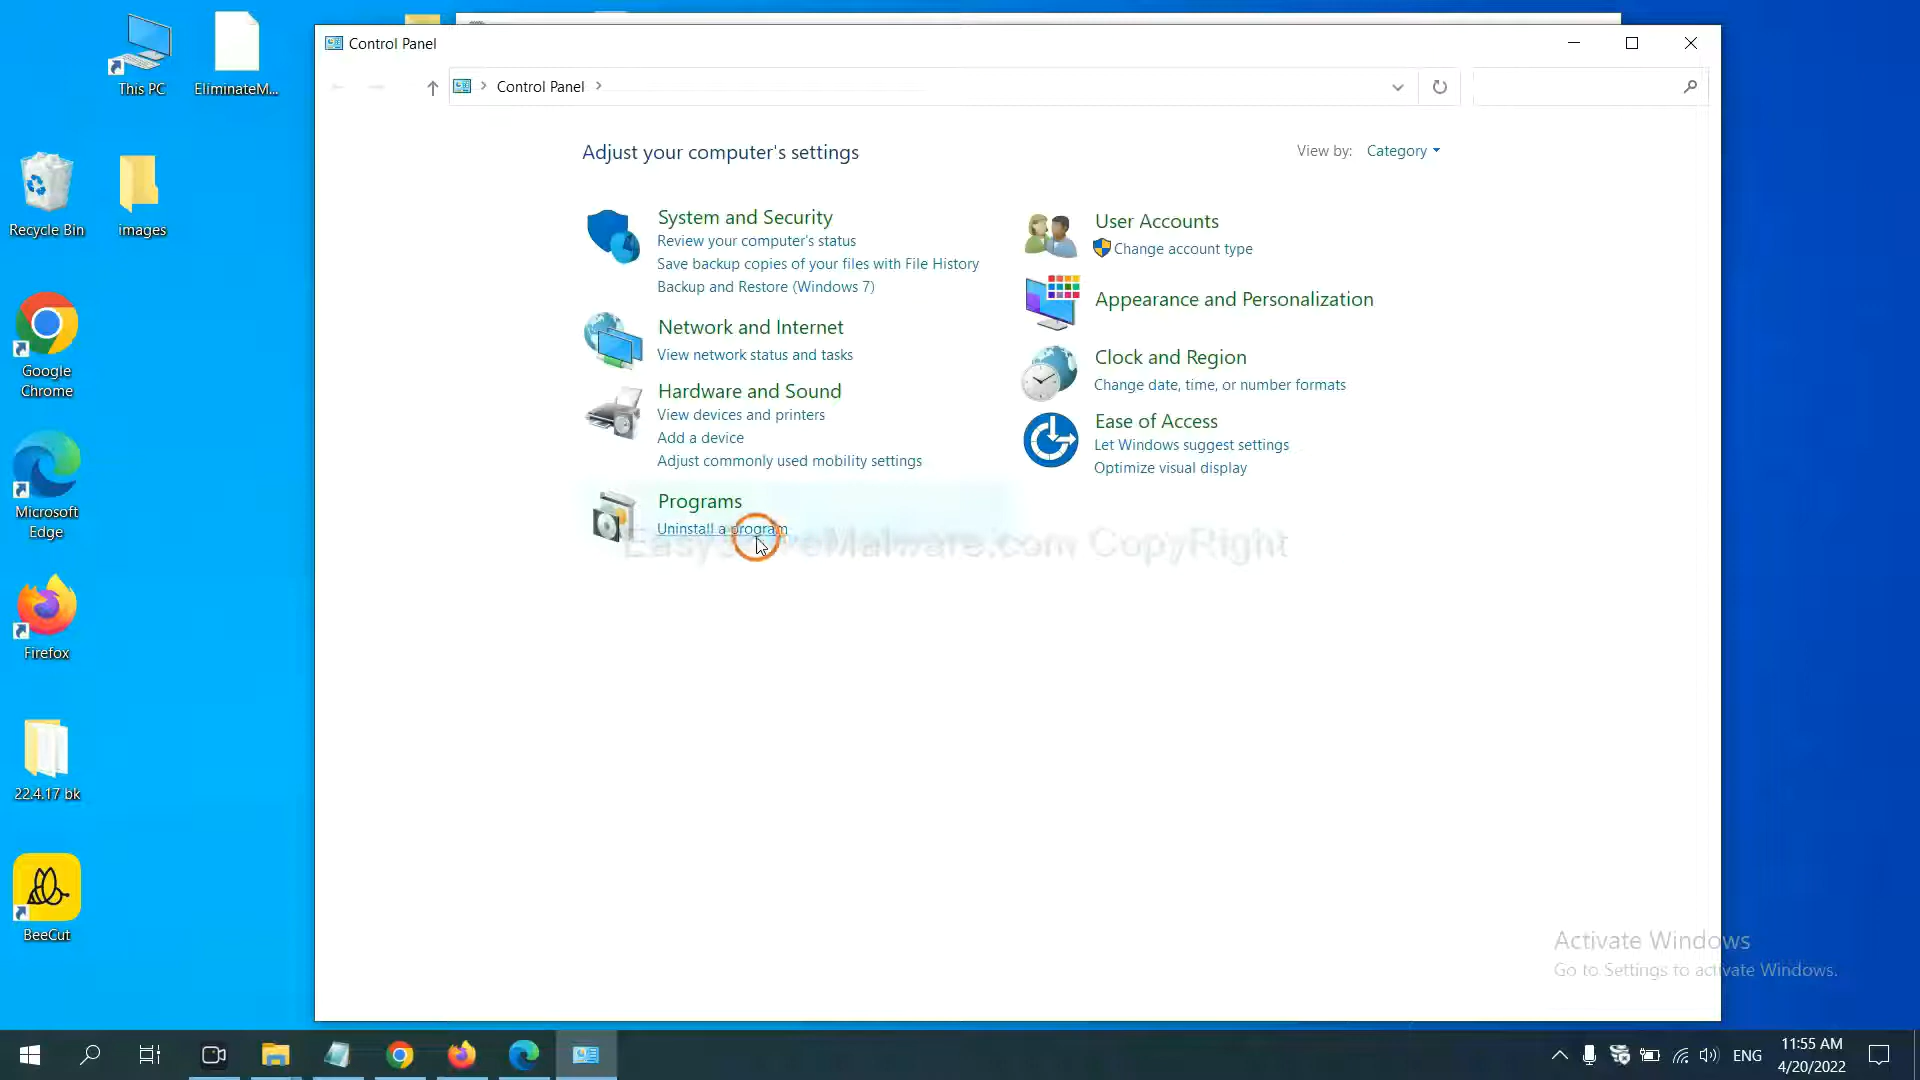 This PC
EliminateM...
Recycle Bin
images
Google
Chrome
Microsoft
Edge
Firefox
22.4.17 bk
BeeCut
Control Panel
Control Panel
Adjust your computer's settings
View by: Category
System and Security
Review your computer's status
Save backup copies of your files with File History
Backup and Restore (Windows 7)
Network and Internet
View network status and tasks
Hardware and Sound
View devices and printers
Add a device
Adjust commonly used mobility settings
Programs
Uninstall a program
User Accounts
Change account type
Appearance and Personalization
Clock and Region
Change date, time, or number formats
Ease of Access
Let Windows suggest settings
Optimize visual display
CopyRight
Activate Windows
Go to Settings to activate Windows.
ENG
11:55 AM
4/20/2022